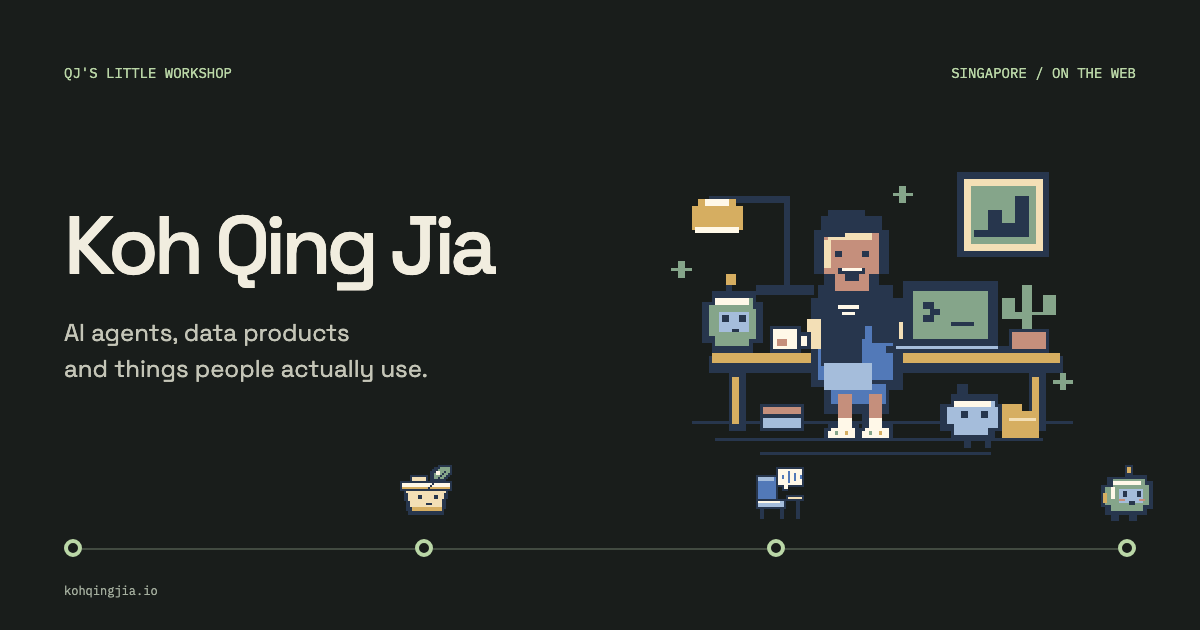 QJ'S LITTLE WORKSHOP
SINGAPORE / ON THE WEB
Koh Qing Jia
AI agents, data products
and things people actually use.
kohqingjia.io